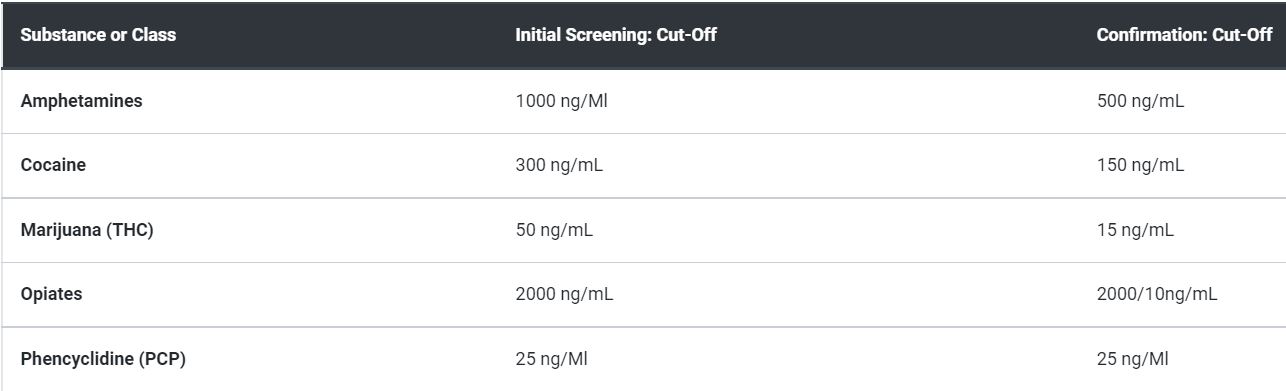 Substance or Class Initial Screening: Cut-Off Confirmation: Cut-Off
Amphetamines 1000 ng/Ml 500 ng/mL
Cocaine 300 ng/mL 150 ng/mL
Marijuana (THC) 50 ng/mL 15 ng/mL
Opiates 2000 ng/mL 2000/10ng/mL
Phencyclidine (PCP) 25 ng/Ml 25 ng/Ml